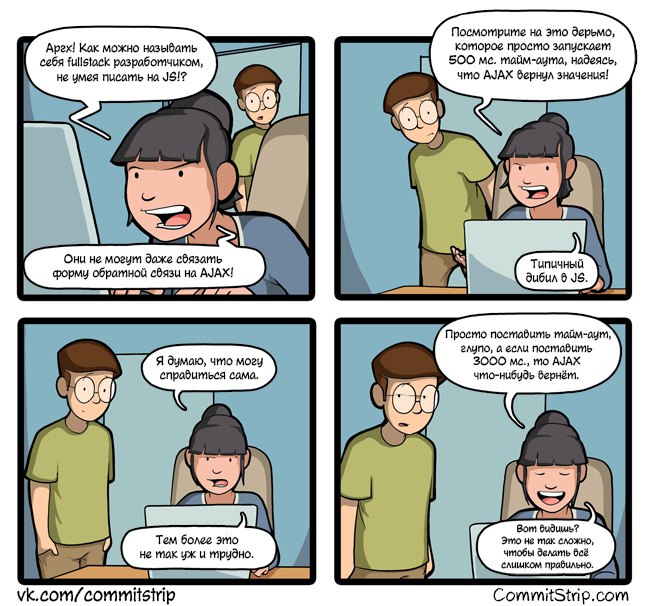 Аргх! Как можно называть
себя fullstack разработчиком,
не умея писать на JS!?
Они не могут даже связать
форму обратной связи на AJAX!
Посмотрите на это дерьмо,
которое просто запускает
500 мс. тайм-аута, надеясь,
что AJAX вернул значения!
Типичный
дибил в JS.
Я думаю, что могу
справиться сама.
Тем более это
не так уж и трудно.
Просто поставить тайм-аут,
глупо, а если поставить
3000 мс., то AJAX
что-нибудь вернёт.
Вот видишь?
Это не так сложно,
чтобы делать всё
слишком правильно.
vk.com/commitstrip
CommitStrip.com